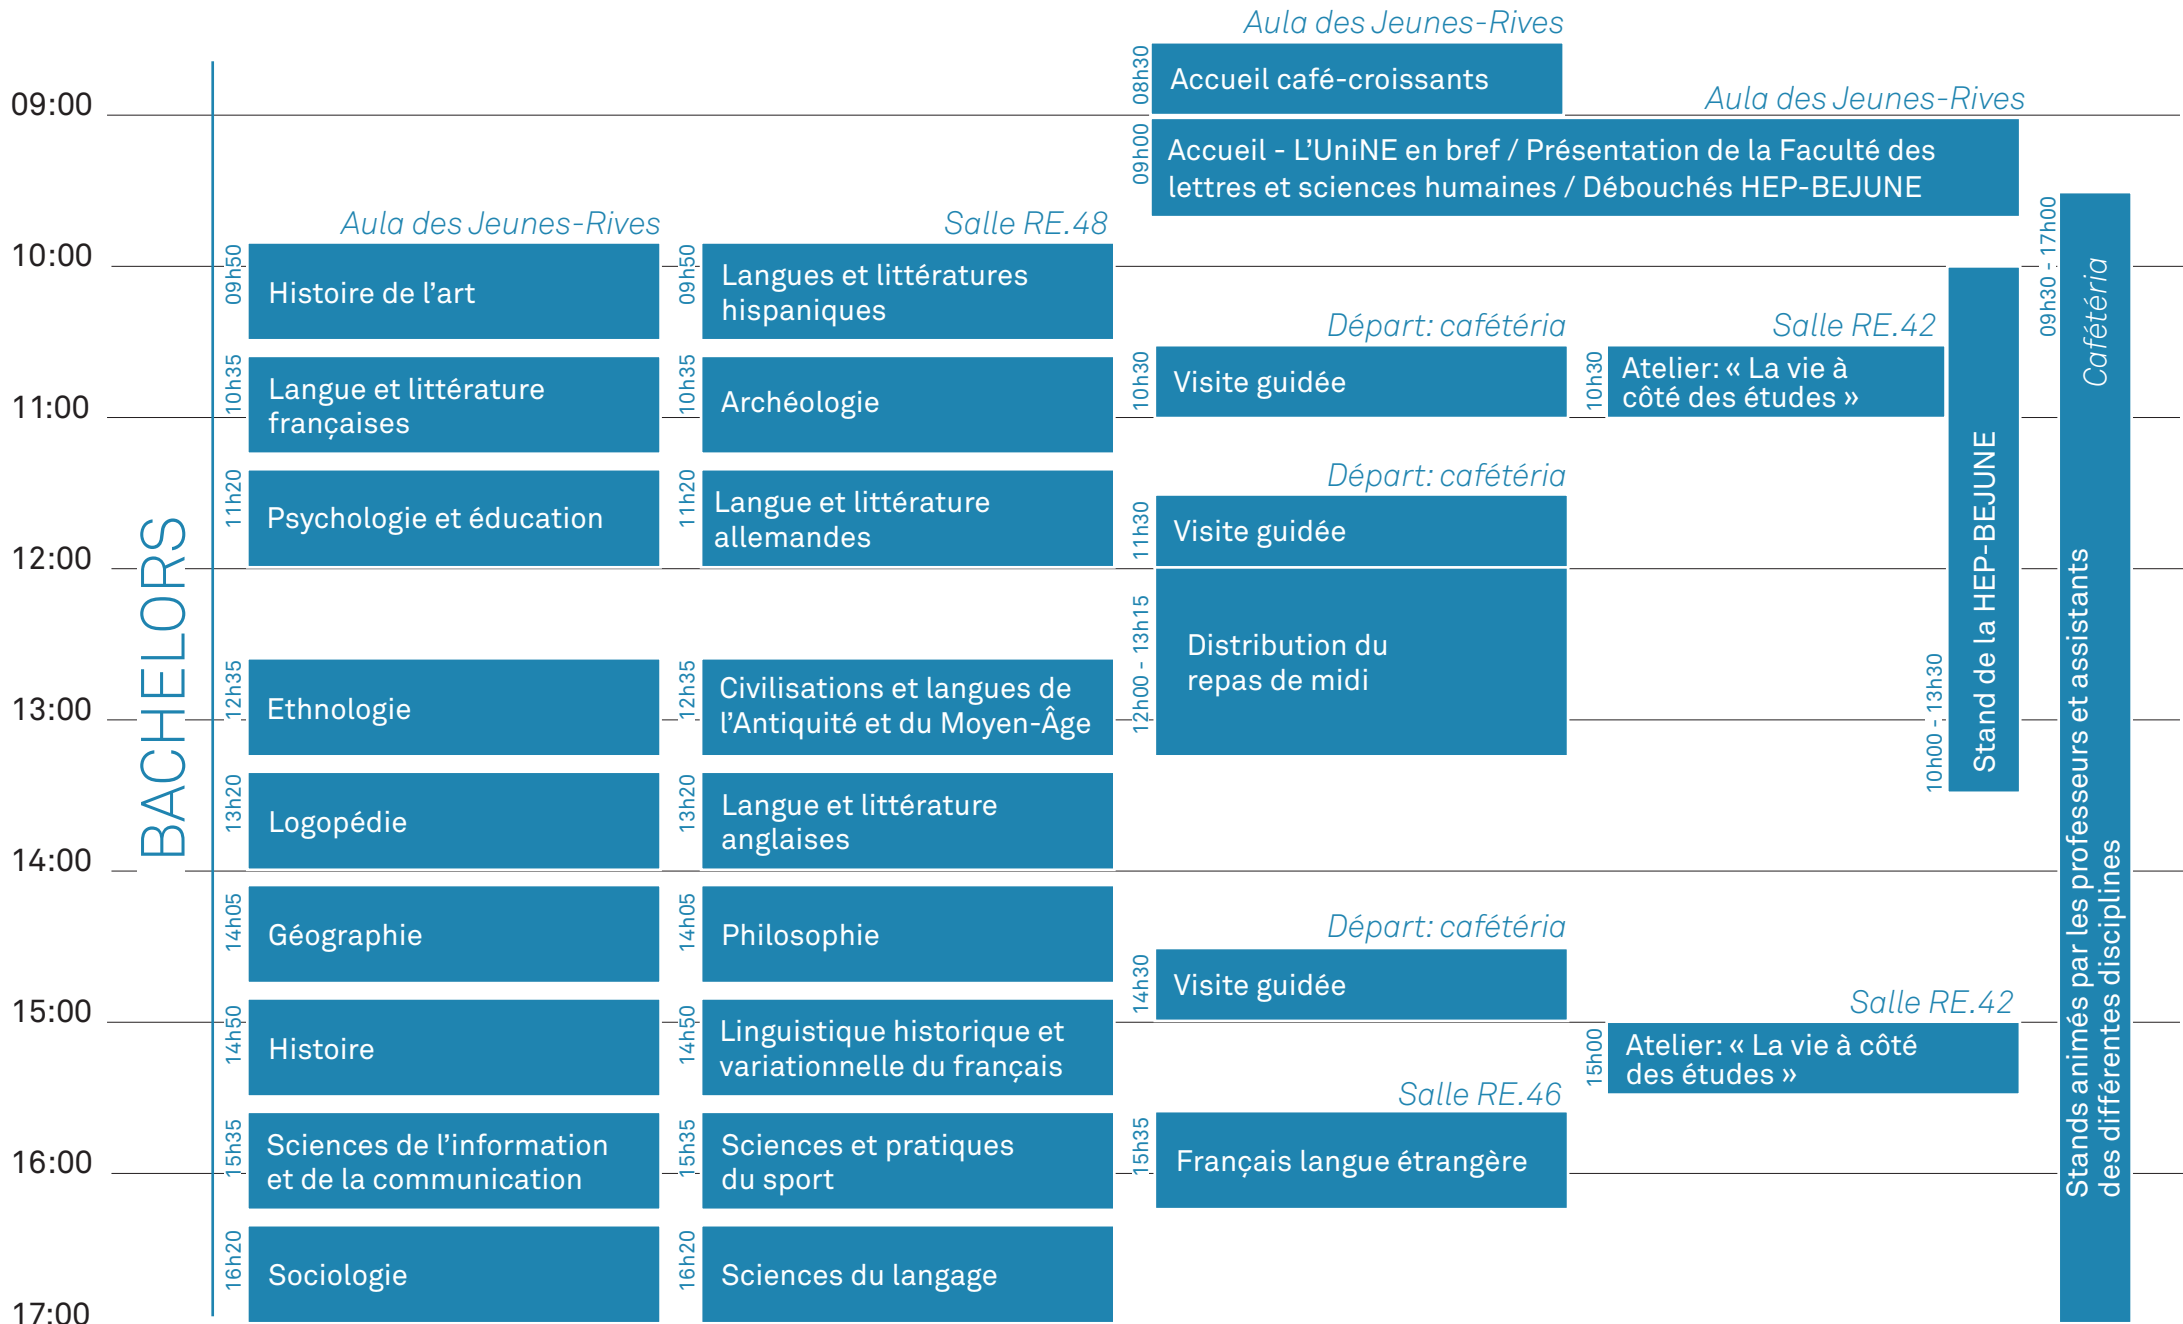 Aula des Jeunes-Rives
08h30
Accueil café-croissants
09:00
Aula des Jeunes-Rives
09h00
Accueil - L'UniNE en bref / Présentation de la Faculté des
lettres et sciences humaines / Débouchés HEP-BEJUNE
BACHELORS
10:00
11:00
12:00
13:00
14:00
15:00
16:00
17:00
Aula des Jeunes-Rives
09h50
Histoire de l'art
10h35
Langue et littérature
françaises
11h20
Psychologie et éducation
12h35
Ethnologie
13h20
Logopédie
14h05
Géographie
14h50
Histoire
15h35
Sciences de l'information
et de la communication
16h20
Sociologie
Salle RE.48
09h50
Langues et littératures
hispaniques
10h35
Archéologie
11h20
Langue et littérature
allemandes
12h35
Civilisations et langues de
l'Antiquité et du Moyen-Âge
13h20
Langue et littérature
anglaises
14h05
Philosophie
14h50
Linguistique historique et
variationnelle du français
15h35
Sciences et pratiques
du sport
16h20
Sciences du langage
Départ: cafétéria
10h30
Visite guidée
Départ: cafétéria
11h30
Visite guidée
12h00 - 13h15
Distribution du
repas de midi
Départ: cafétéria
14h30
Visite guidée
Salle RE.46
15h35
Français langue étrangère
Salle RE.42
10h30
Atelier: « La vie à
côté des études »
Salle RE.42
15h00
Atelier: « La vie à côté
des études »
10h00 - 13h30
Stand de la HEP-BEJUNE
09h30 - 17h00
Cafétéria
Stands animés par les professeurs et assistants
des différentes disciplines